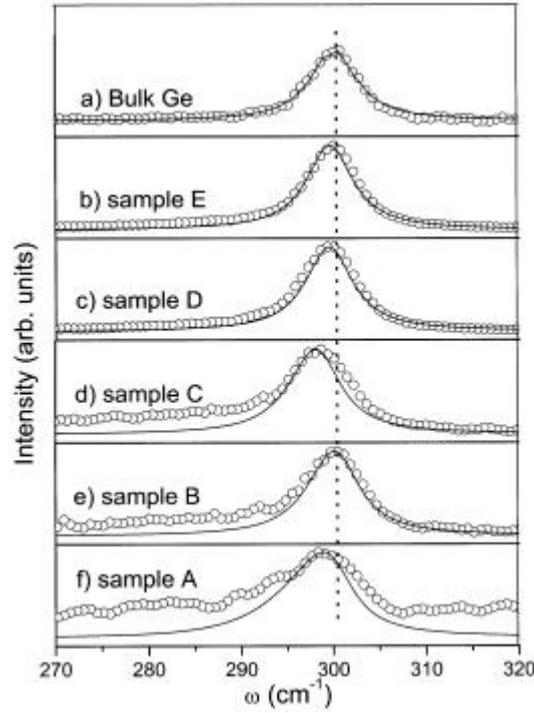 a) Bulk Ge
b) sample E
c) sample D
d) sample C
e) sample B
f) sample A
Intensity (arb. units)
270 280 290 300 310 320
ω (cm⁻¹)